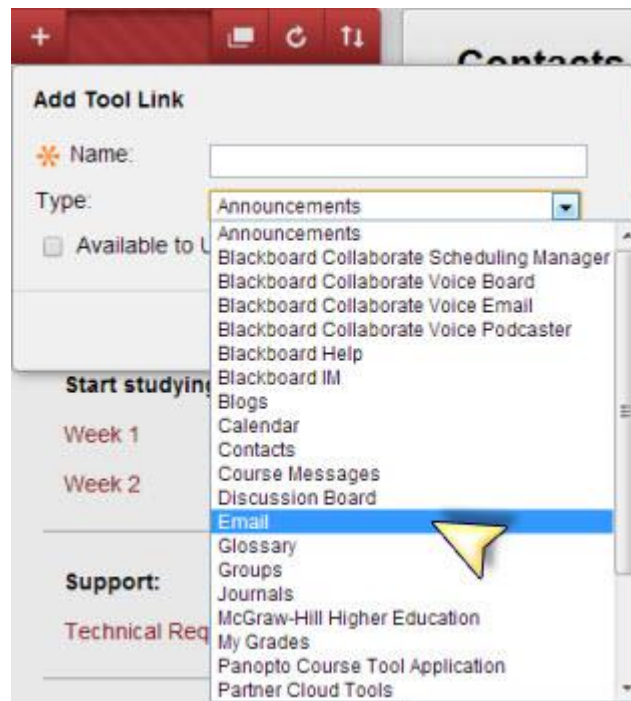 +
Contacts
Add Tool Link
Name:
Type:
Announcements
Available to U
Announcements
Blackboard Collaborate Scheduling Manager
Blackboard Collaborate Voice Board
Blackboard Collaborate Voice Email
Blackboard Collaborate Voice Podcaster
Blackboard Help
Blackboard IM
Blogs
Calendar
Contacts
Course Messages
Discussion Board
Email
Glossary
Groups
Journals
McGraw-Hill Higher Education
My Grades
Panopto Course Tool Application
Partner Cloud Tools
Start studying
Week 1
Week 2
Support:
Technical Req